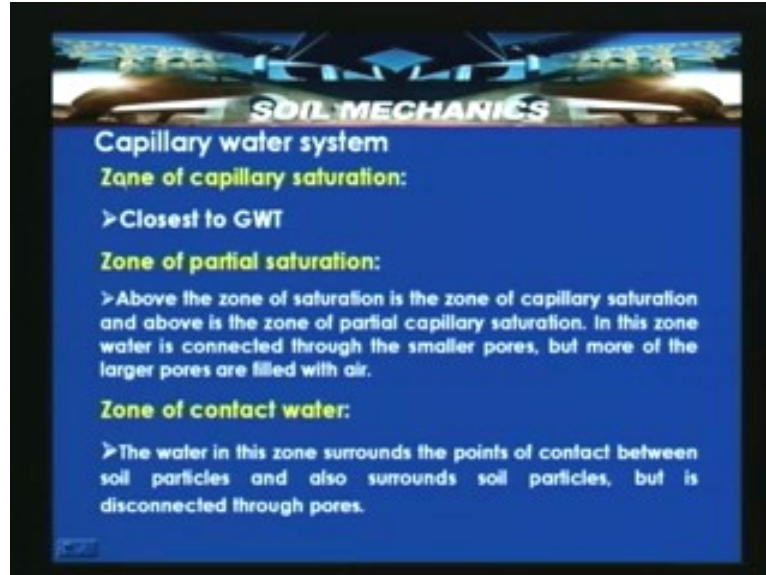 SOIL MECHANICS
Capillary water system
Zone of capillary saturation:
➢Closest to GWT
Zone of partial saturation:
➢Above the zone of saturation is the zone of capillary saturation
and above is the zone of partial capillary saturation. In this zone
water is connected through the smaller pores, but more of the
larger pores are filled with air.
Zone of contact water:
➢The water in this zone surrounds the points of contact between
soil particles and also surrounds soil particles, but is
disconnected through pores.